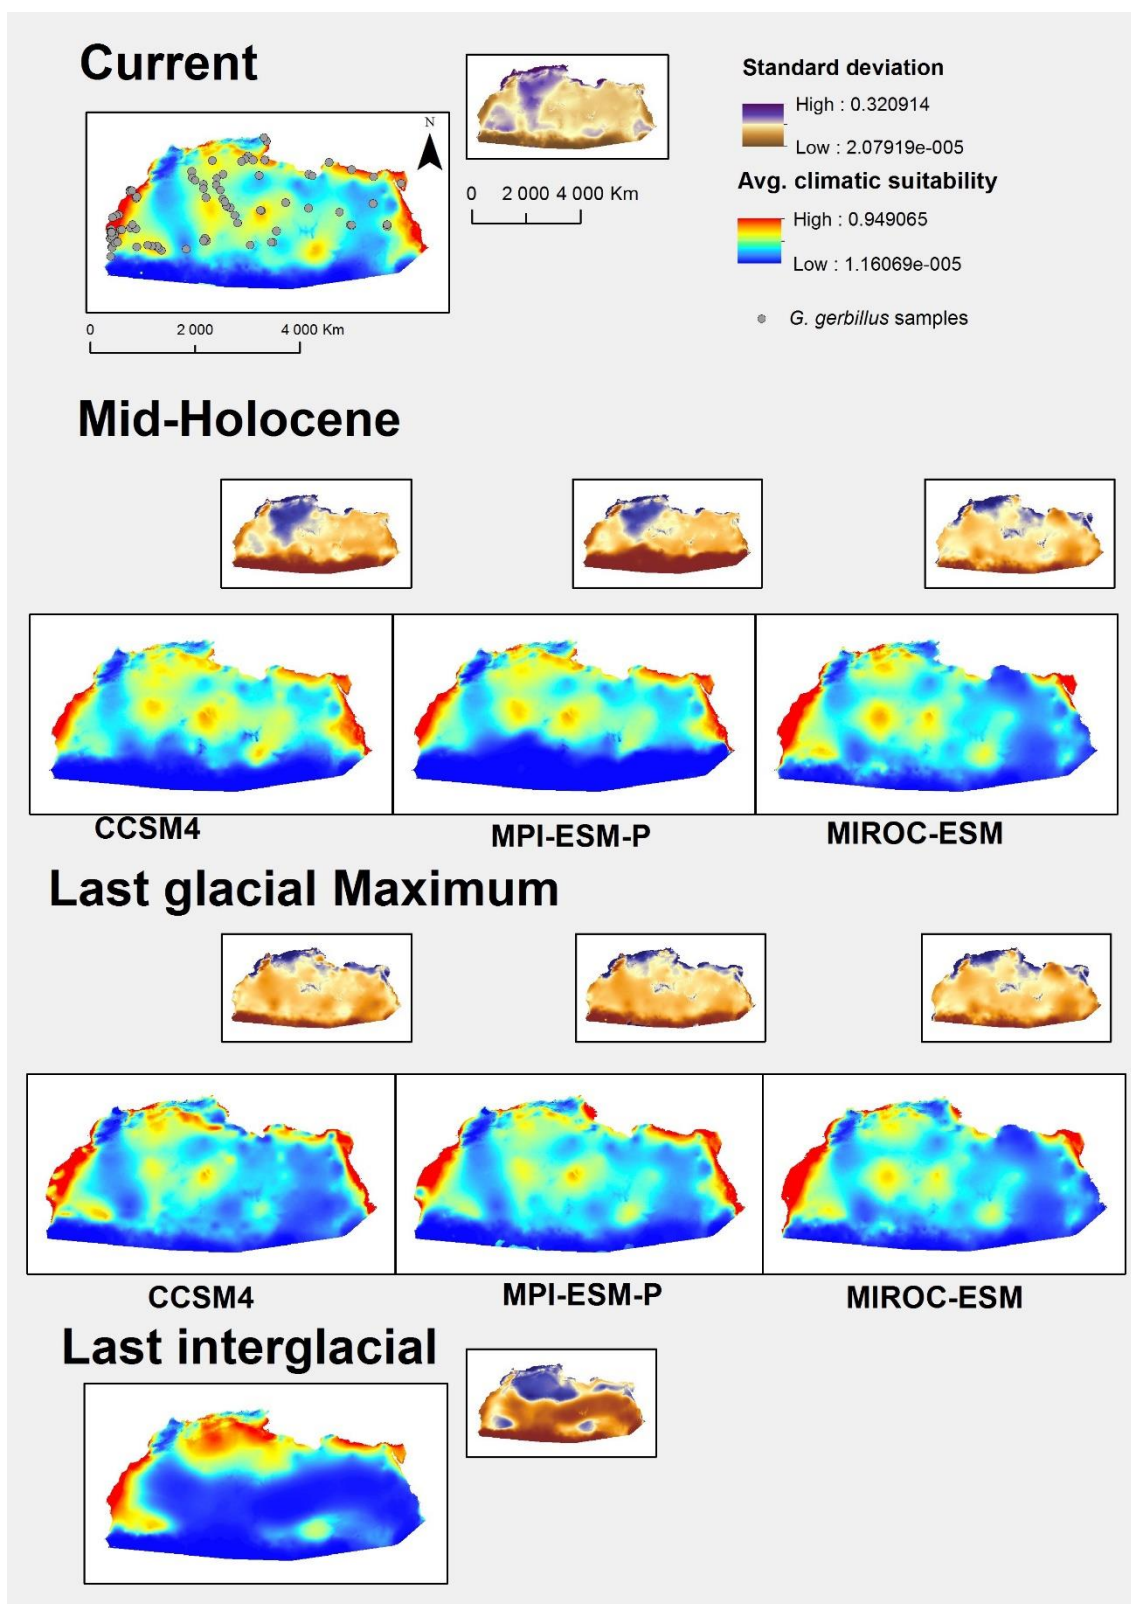 Current
N
0 2 000 4 000 Km
Standard deviation
High : 0.320914
Low : 2.07919e-005
Avg. climatic suitability
High : 0.949065
Low : 1.16069e-005
G. gerbillus samples
0 2 000 4 000 Km
Mid-Holocene
CCSM4
MPI-ESM-P
MIROC-ESM
Last glacial Maximum
CCSM4
MPI-ESM-P
MIROC-ESM
Last interglacial